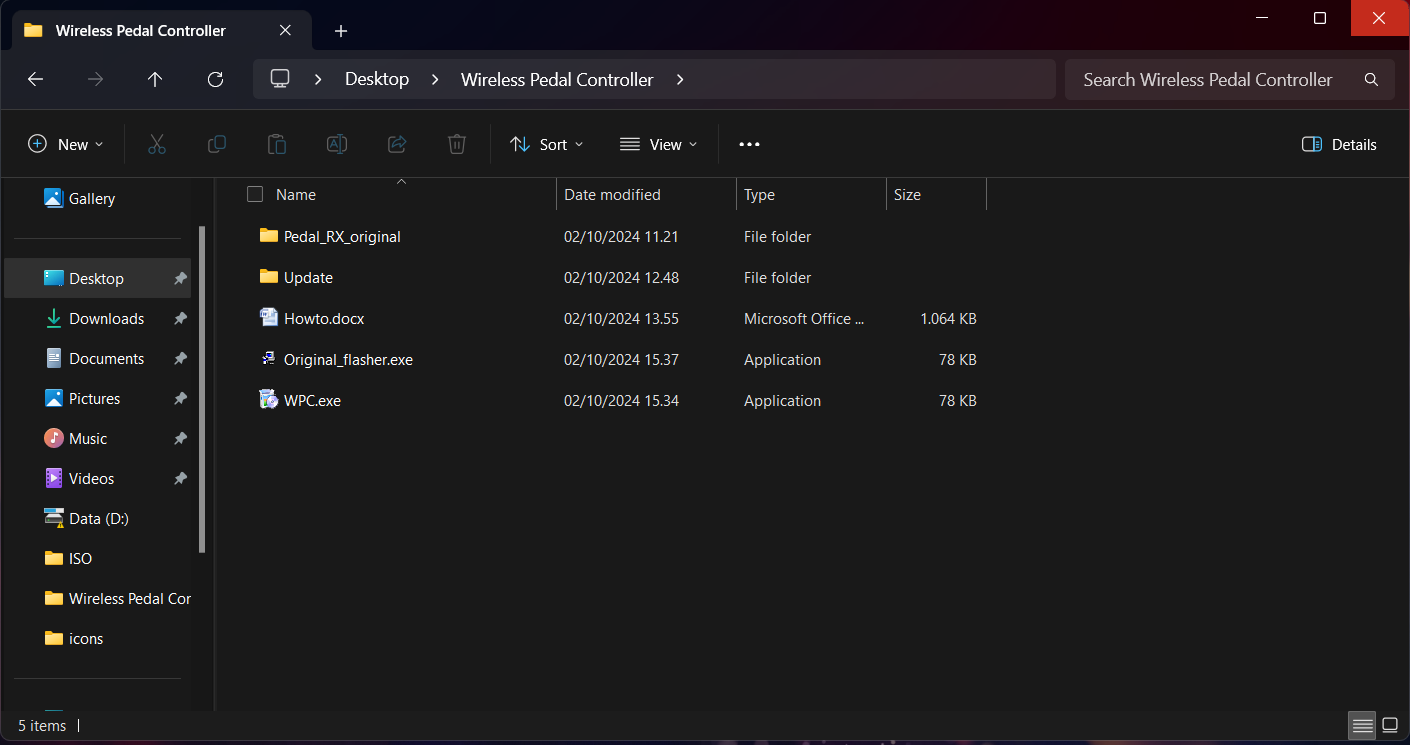 Wireless Pedal Controller
Desktop Wireless Pedal Controller Search Wireless Pedal Controller
New Sort View Details
Gallery
Desktop
Downloads
Documents
Pictures
Music
Videos
Data (D:)
ISO
Wireless Pedal Cor
icons
Name Date modified Type Size
Pedal_RX_original 02/10/2024 11.21 File folder
Update 02/10/2024 12.48 File folder
Howto.docx 02/10/2024 13.55 Microsoft Office ... 1.064 KB
Original_flasher.exe 02/10/2024 15.37 Application 78 KB
WPC.exe 02/10/2024 15.34 Application 78 KB
5 items